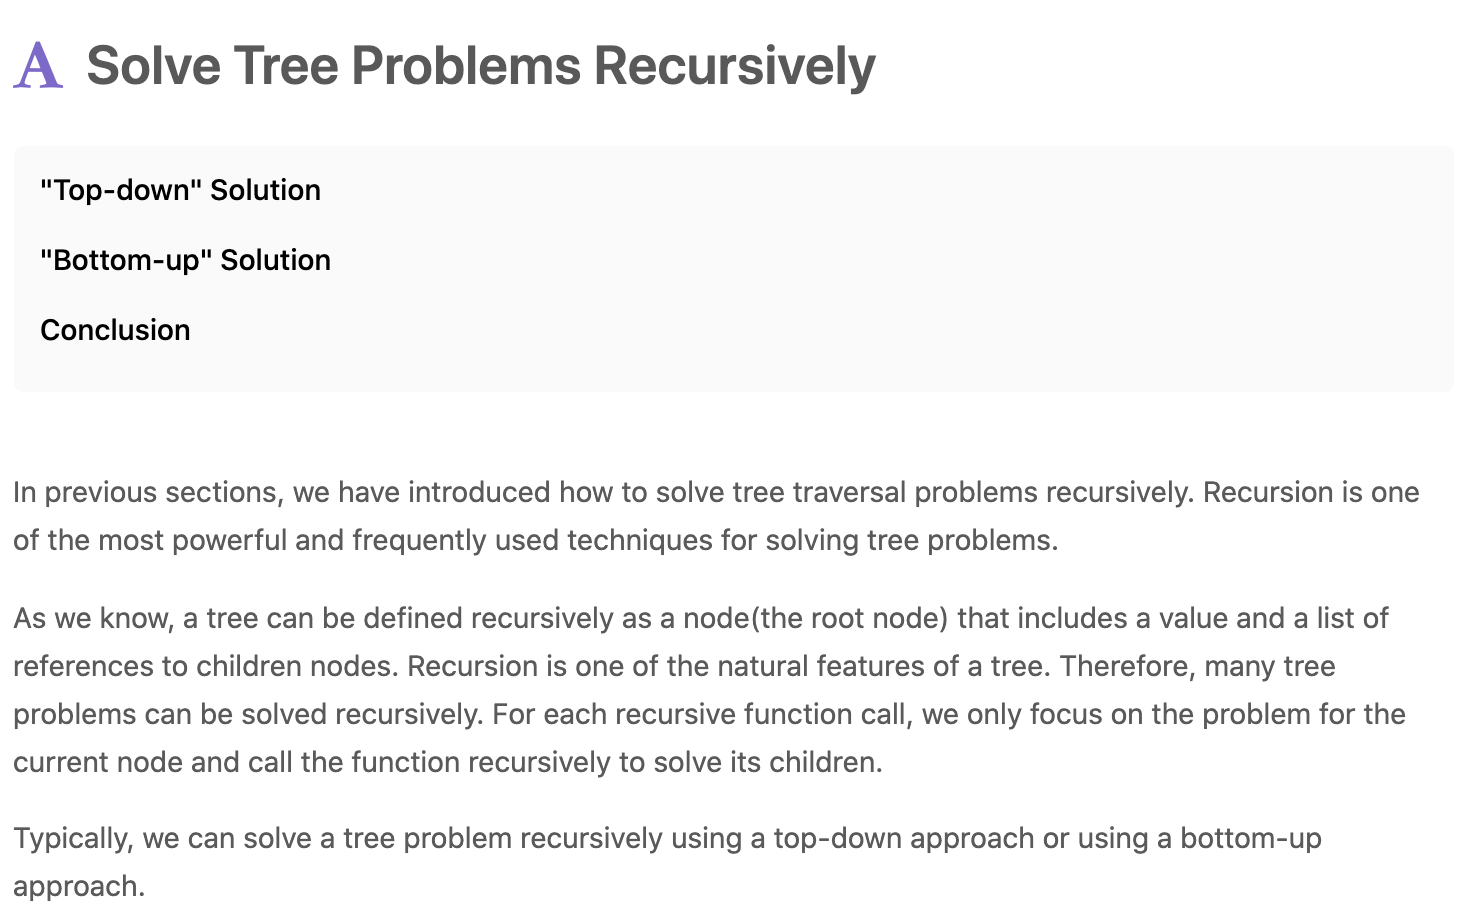 A Solve Tree Problems Recursively
"Top-down" Solution
"Bottom-up" Solution
Conclusion
In previous sections, we have introduced how to solve tree traversal problems recursively. Recursion is one
of the most powerful and frequently used techniques for solving tree problems.
As we know, a tree can be defined recursively as a node(the root node) that includes a value and a list of
references to children nodes. Recursion is one of the natural features of a tree. Therefore, many tree
problems can be solved recursively. For each recursive function call, we only focus on the problem for the
current node and call the function recursively to solve its children.
Typically, we can solve a tree problem recursively using a top-down approach or using a bottom-up
approach.